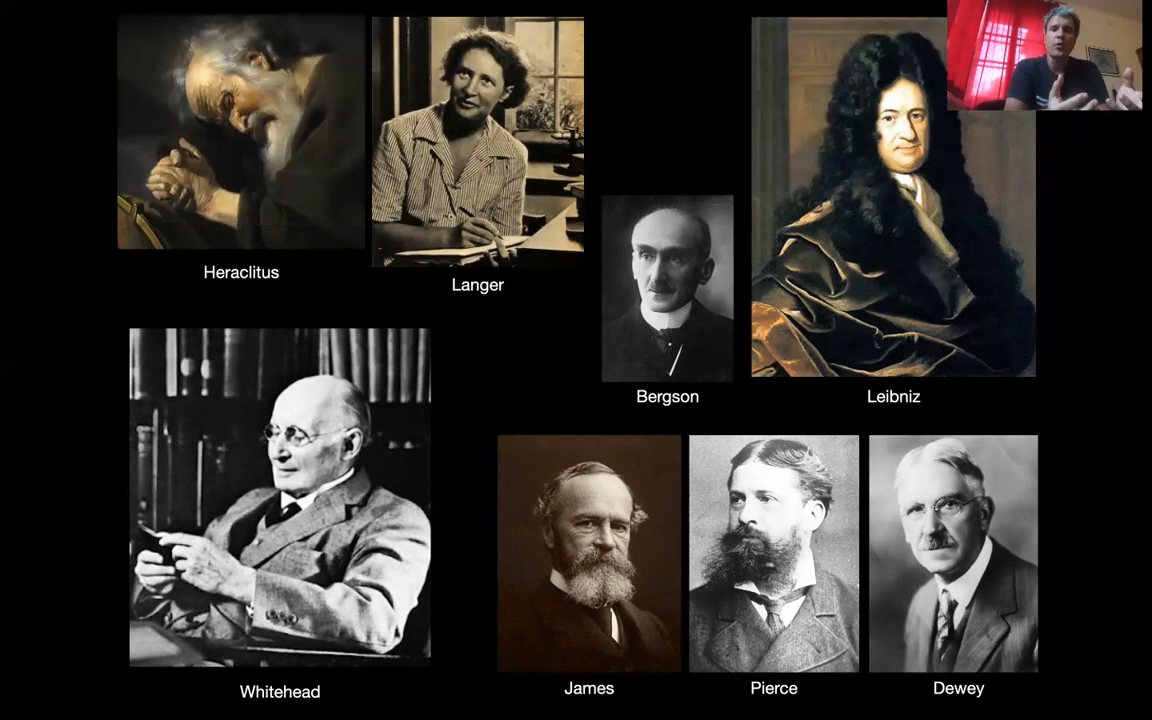 Heraclitus
Langer
Bergson
Leibniz
Whitehead
James
Pierce
Dewey